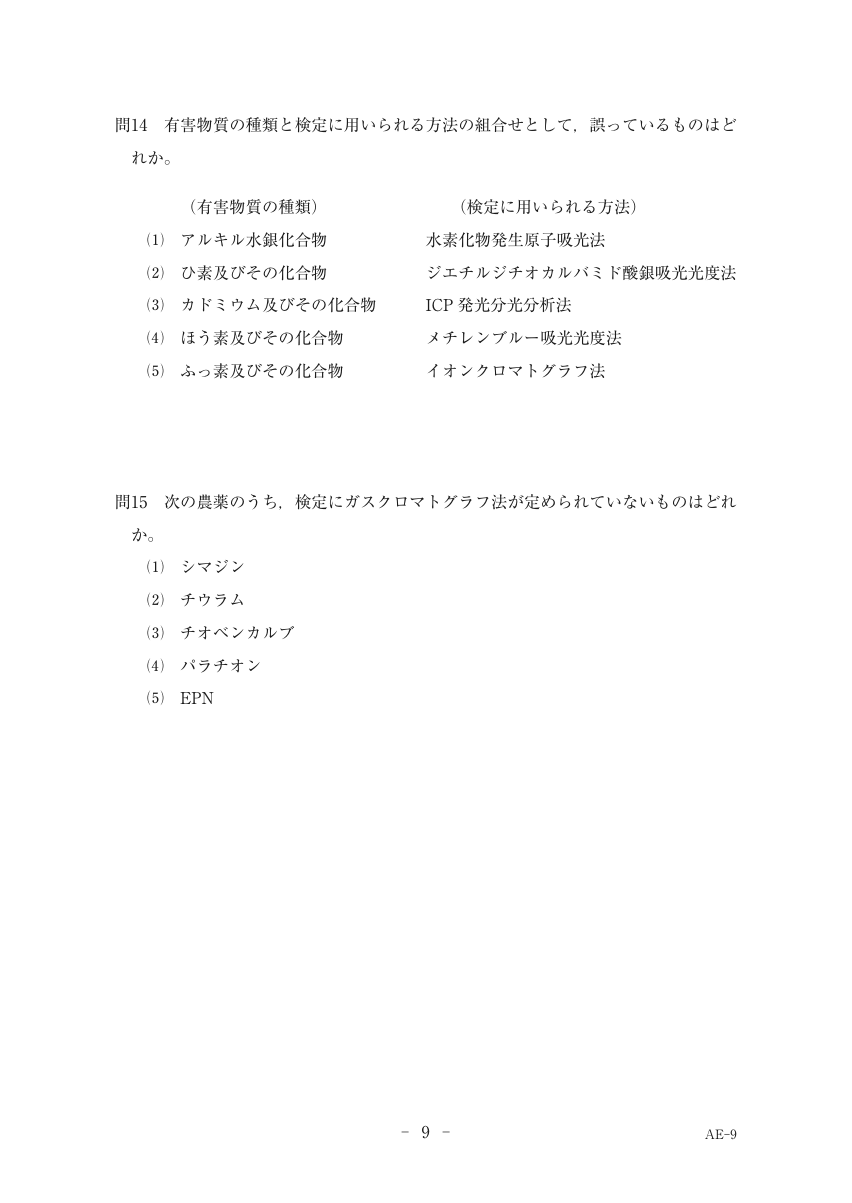 問14　有害物質の種類と検定に用いられる方法の組合せとして，誤っているものはど
れか。
（有害物質の種類）　（検定に用いられる方法）
⑴　アルキル水銀化合物　水素化物発生原子吸光法
⑵　ひ素及びその化合物　ジエチルジチオカルバミド酸銀吸光光度法
⑶　カドミウム及びその化合物　ICP 発光分光分析法
⑷　ほう素及びその化合物　メチレンブルー吸光光度法
⑸　ふっ素及びその化合物　イオンクロマトグラフ法
問15　次の農薬のうち，検定にガスクロマトグラフ法が定められていないものはどれ
か。
⑴　シマジン
⑵　チウラム
⑶　チオベンカルブ
⑷　パラチオン
⑸　EPN
－ 9 －　AE-9